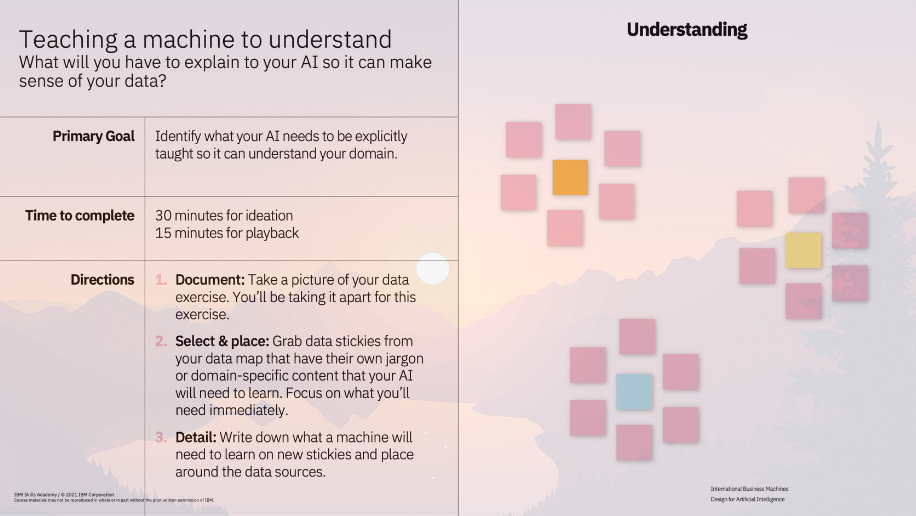 Teaching a machine to understand
What will you have to explain to your AI so it can make
sense of your data?
Primary Goal
Identify what your AI needs to be explicitly
taught so it can understand your domain.
Time to complete
30 minutes for ideation
15 minutes for playback
Directions
1. Document: Take a picture of your data
exercise. You’ll be taking it apart for this
exercise.
2. Select & place: Grab data stickies from
your data map that have their own jargon
or domain-specific content that your AI
will need to learn. Focus on what you’ll
need immediately.
3. Detail: Write down what a machine will
need to learn on new stickies and place
around the data sources.
IBM Skills Academy / © 2021 IBM Corporation.
Course materials may not be reproduced in whole or in part without the prior written permission of IBM.
Understanding
International Business Machines
Design for Artificial Intelligence